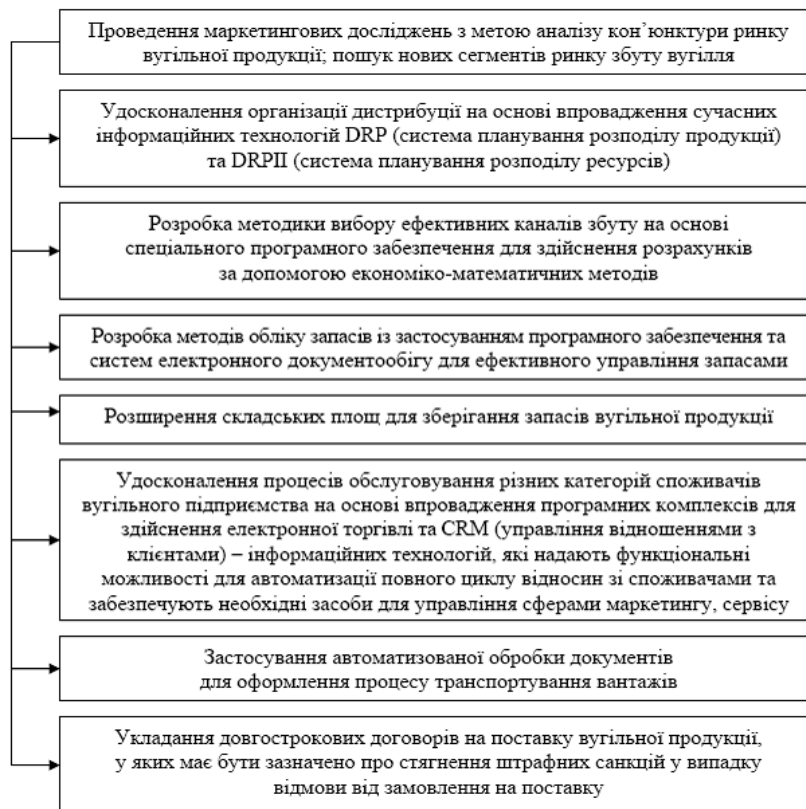 Проведення маркетингових досліджень з метою аналізу кон’юнктури ринку
вугільної продукції; пошук нових сегментів ринку збуту вугілля
Удосконалення організації дистрибуції на основі впровадження сучасних
інформаційних технологій DRP (система планування розподілу продукції)
та DRPII (система планування розподілу ресурсів)
Розробка методики вибору ефективних каналів збуту на основі
спеціального програмного забезпечення для здійснення розрахунків
за допомогою економіко-математичних методів
Розробка методів обліку запасів із застосуванням програмного забезпечення та
систем електронного документообігу для ефективного управління запасами
Розширення складських площ для зберігання запасів вугільної продукції
Удосконалення процесів обслуговування різних категорій споживачів
вугільного підприємства на основі впровадження програмних комплексів для
здійснення електронної торгівлі та CRM (управління відношеннями з
клієнтами) – інформаційних технологій, які надають функціональні
можливості для автоматизації повного циклу відносин зі споживачами та
забезпечують необхідні засоби для управління сферами маркетингу, сервісу
Застосування автоматизованої обробки документів
для оформлення процесу транспортування вантажів
Укладання довгострокових договорів на поставку вугільної продукції,
у яких має бути зазначено про стягнення штрафних санкцій у випадку
відмови від замовлення на поставку